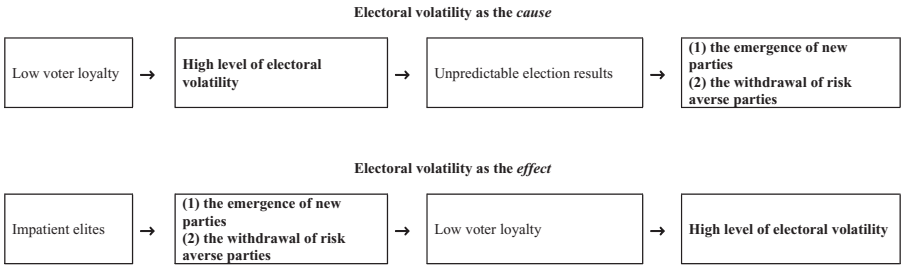 Electoral volatility as the cause
Low voter loyalty
→
High level of electoral
volatility
→
Unpredictable election results
→
(1) the emergence of new
parties
(2) the withdrawal of risk
averse parties
Electoral volatility as the effect
Impatient elites
→
(1) the emergence of new
parties
(2) the withdrawal of risk
averse parties
→
Low voter loyalty
→
High level of electoral volatility